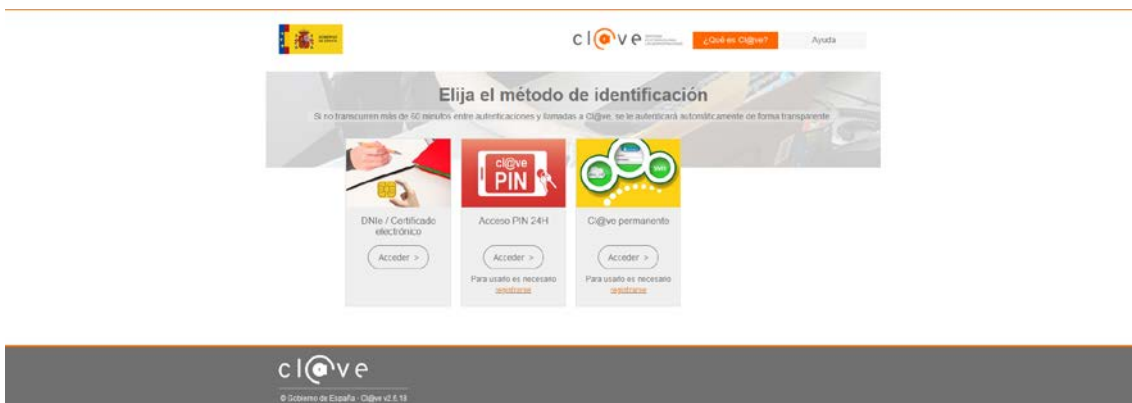 cl@ve
¿Qué es Cl@ve?
Ayuda
Elija el método de identificación
Si no transcurren más de 60 minutos entre autenticaciones y llamadas a Cl@ve, se le autenticará automáticamente de forma transparente
cl@ve
PIN
DNIe / Certificado
electrónico
Acceder >
Acceso PIN 24H
Acceder >
Para usarlo es necesario
registrarse
Cl@ve permanente
Acceder >
Para usarlo es necesario
registrarse
cl@ve
© Gobierno de España - Cl@ve v2.6.18